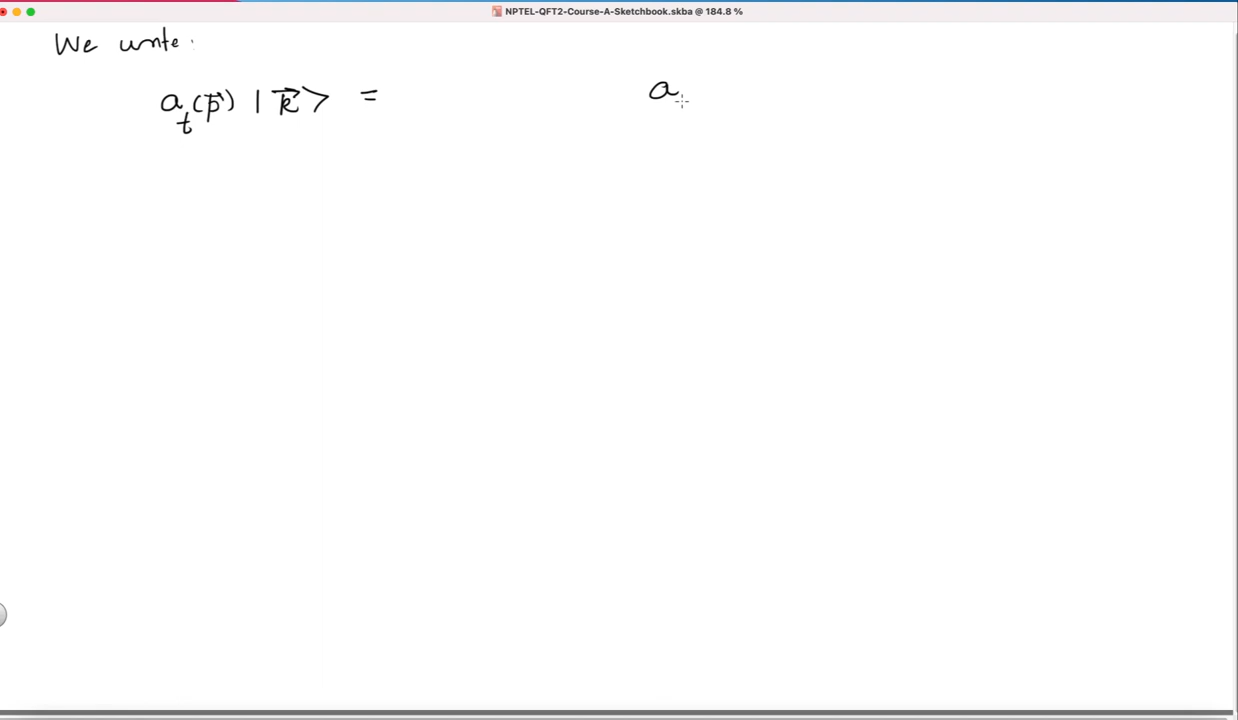 NPTEL-QFT2-Course-A-Sketchbook.skba @ 184.8 %
We write:
a_t(p⃗) |k⃗> = a